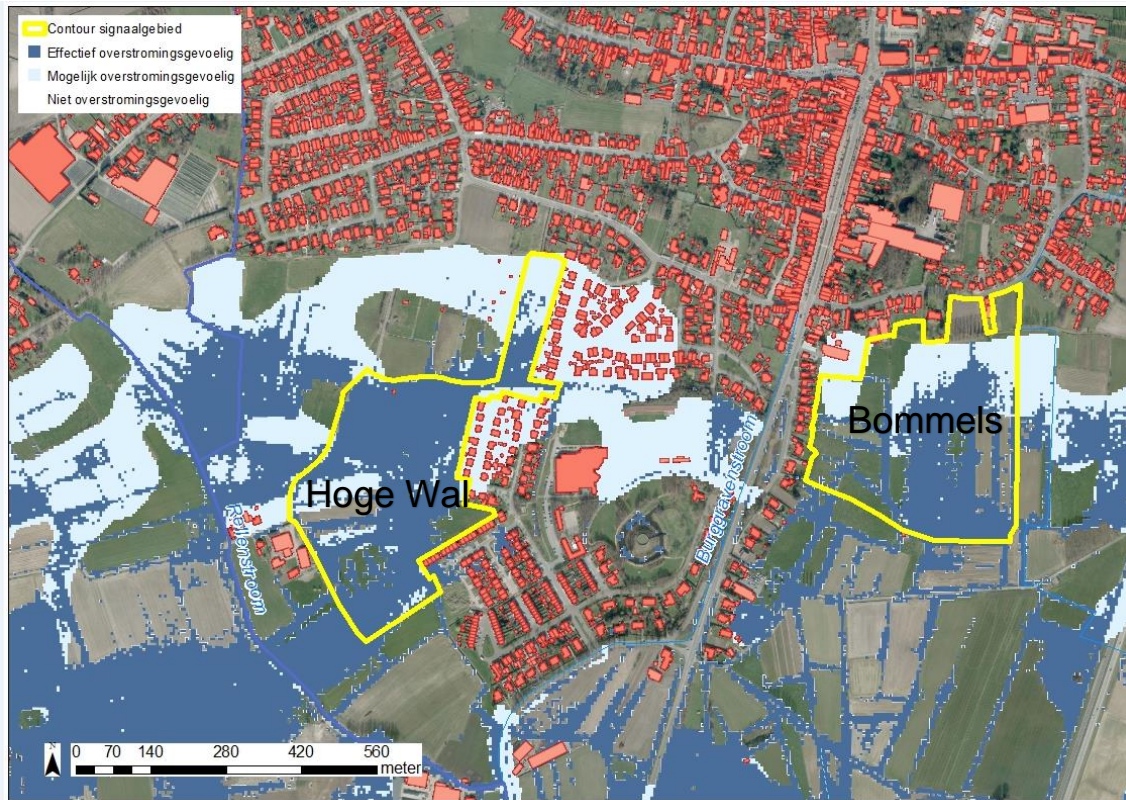 Contour signaalgebied
Effectief overstromingsgevoelig
Mogelijk overstromingsgevoelig
Niet overstromingsgevoelig
Bommels
Hoge Wal
Burggravenstroom
N
0 70 140 280 420 560
meter